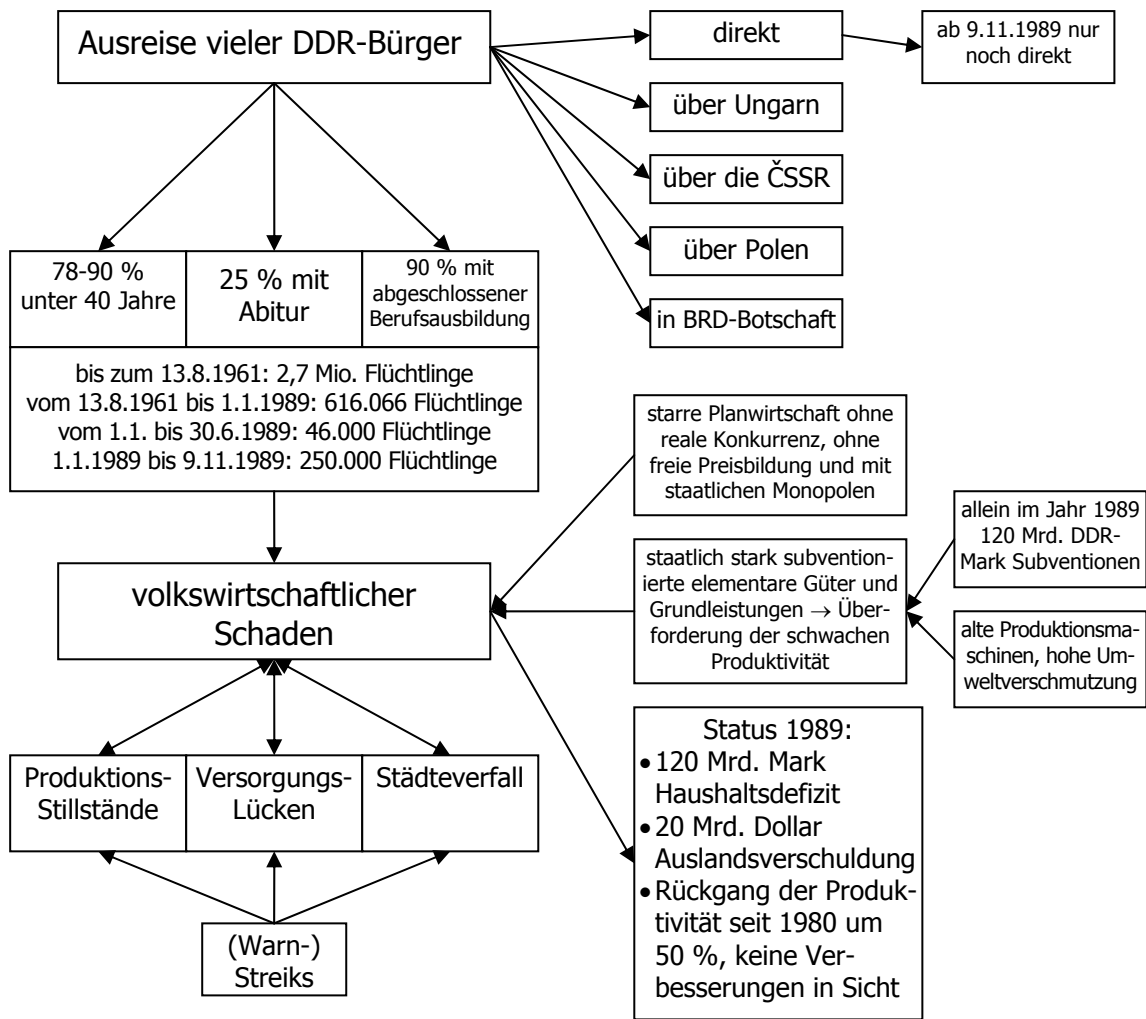 Ausreise vieler DDR-Bürger
direkt
ab 9.11.1989 nur
noch direkt
über Ungarn
über die ČSSR
über Polen
in BRD-Botschaft
78-90 %
unter 40 Jahre
25 % mit
Abitur
90 % mit
abgeschlossener
Berufsausbildung
bis zum 13.8.1961: 2,7 Mio. Flüchtlinge
vom 13.8.1961 bis 1.1.1989: 616.066 Flüchtlinge
vom 1.1. bis 30.6.1989: 46.000 Flüchtlinge
1.1.1989 bis 9.11.1989: 250.000 Flüchtlinge
starre Planwirtschaft ohne
reale Konkurrenz, ohne
freie Preisbildung und mit
staatlichen Monopolen
volkswirtschaftlicher
Schaden
staatlich stark subvention-
ierte elementare Güter und
Grundleistungen → Über-
forderung der schwachen
Produktivität
allein im Jahr 1989
120 Mrd. DDR-
Mark Subventionen
alte Produktionsma-
schinen, hohe Um-
weltverschmutzung
Produktions-
Stillstände
Versorgungs-
Lücken
Städteverfall
(Warn-)
Streiks
Status 1989:
• 120 Mrd. Mark
Haushaltsdefizit
• 20 Mrd. Dollar
Auslandsverschuldung
• Rückgang der Produk-
tivität seit 1980 um
50 %, keine Ver-
besserungen in Sicht